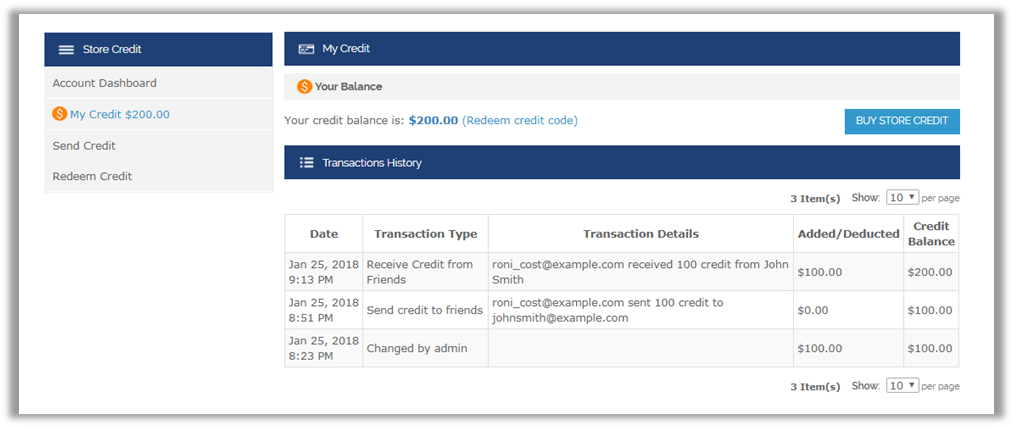 Store Credit
Account Dashboard
My Credit $200.00
Send Credit
Redeem Credit
My Credit
Your Balance
Your credit balance is: $200.00 (Redeem credit code)
BUY STORE CREDIT
Transactions History
3 Item(s) Show: 10 per page
Date Transaction Type Transaction Details Added/Deducted Credit
Balance
Jan 25, 2018 Receive Credit from roni_cost@example.com received 100 credit from John $100.00 $200.00
9:13 PM Friends Smith
Jan 25, 2018 Send credit to friends roni_cost@example.com sent 100 credit to $0.00 $100.00
8:51 PM johnsmith@example.com
Jan 25, 2018 Changed by admin $100.00 $100.00
8:23 PM
3 Item(s) Show: 10 per page